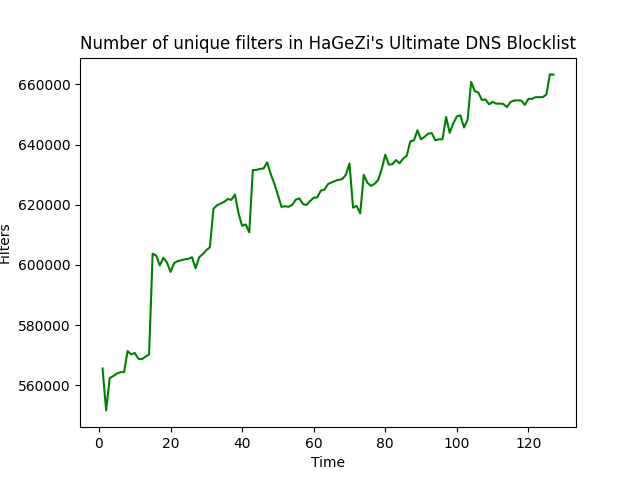 Number of unique filters in HaGeZi's Ultimate DNS Blocklist
660000
640000
620000
600000
580000
560000
Filters
0 20 40 60 80 100 120
Time